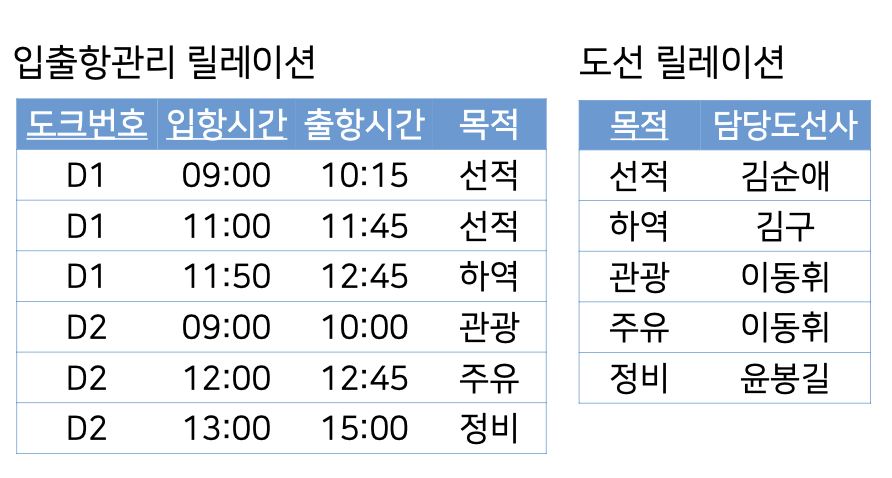 입출항관리 릴레이션
도크번호 입항시간 출항시간 목적
D1 09:00 10:15 선적
D1 11:00 11:45 선적
D1 11:50 12:45 하역
D2 09:00 10:00 관광
D2 12:00 12:45 주유
D2 13:00 15:00 정비
도선 릴레이션
목적 담당도선사
선적 김순애
하역 김구
관광 이동휘
주유 이동휘
정비 윤봉길